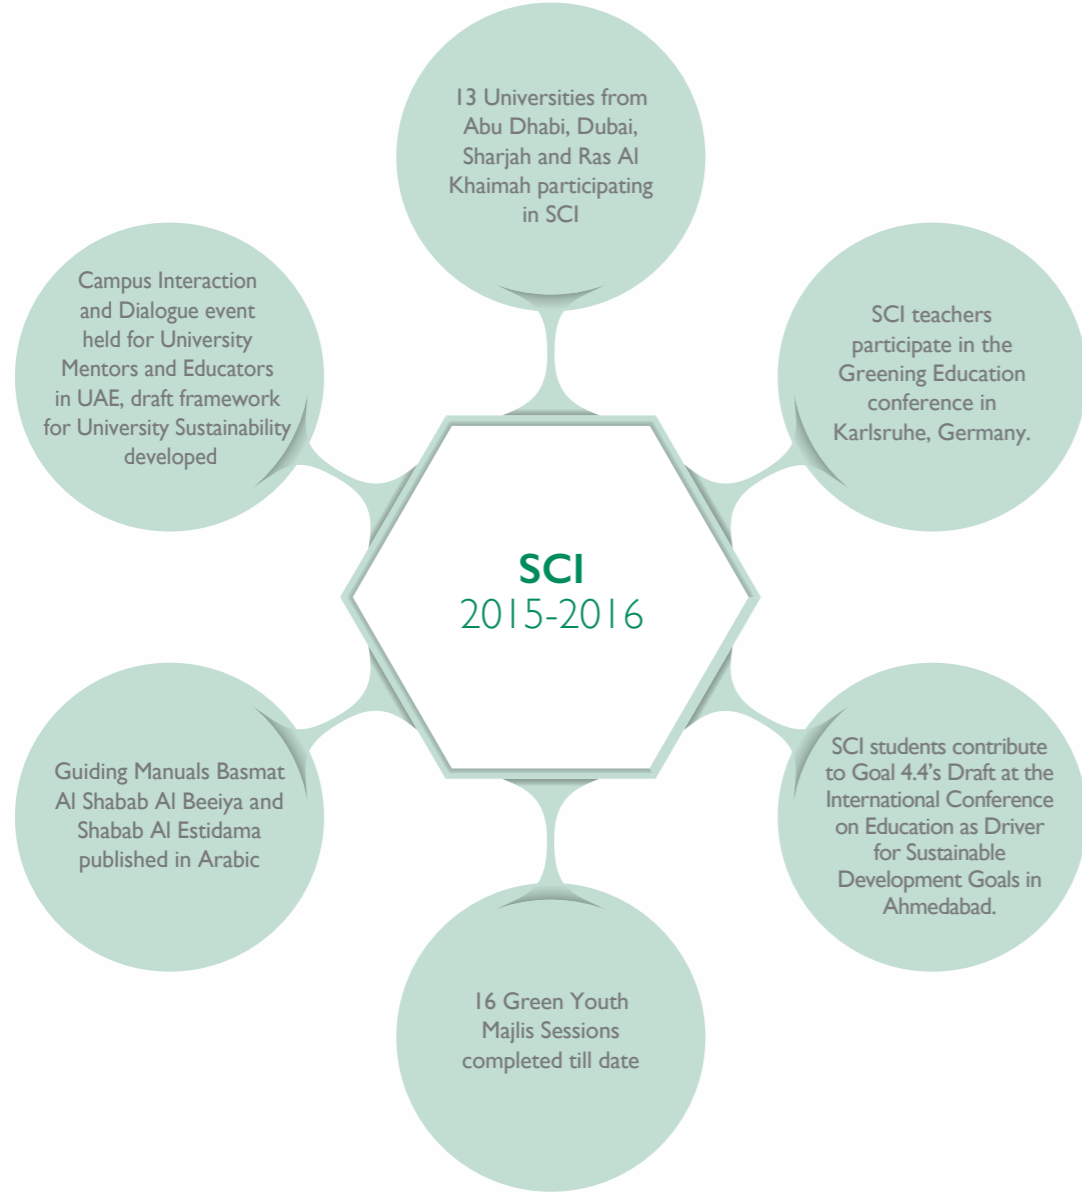 13 Universities from
Abu Dhabi, Dubai,
Sharjah and Ras Al
Khaimah participating
in SCI
Campus Interaction
and Dialogue event
held for University
Mentors and Educators
in UAE, draft framework
for University Sustainability
developed
SCI teachers
participate in the
Greening Education
conference in
Karlsruhe, Germany.
SCI
2015-2016
Guiding Manuals Basmat
Al Shabab Al Beeiya and
Shabab Al Estidama
published in Arabic
SCI students contribute
to Goal 4.4's Draft at the
International Conference
on Education as Driver
for Sustainable
Development Goals in
Ahmedabad.
16 Green Youth
Majlis Sessions
completed till date